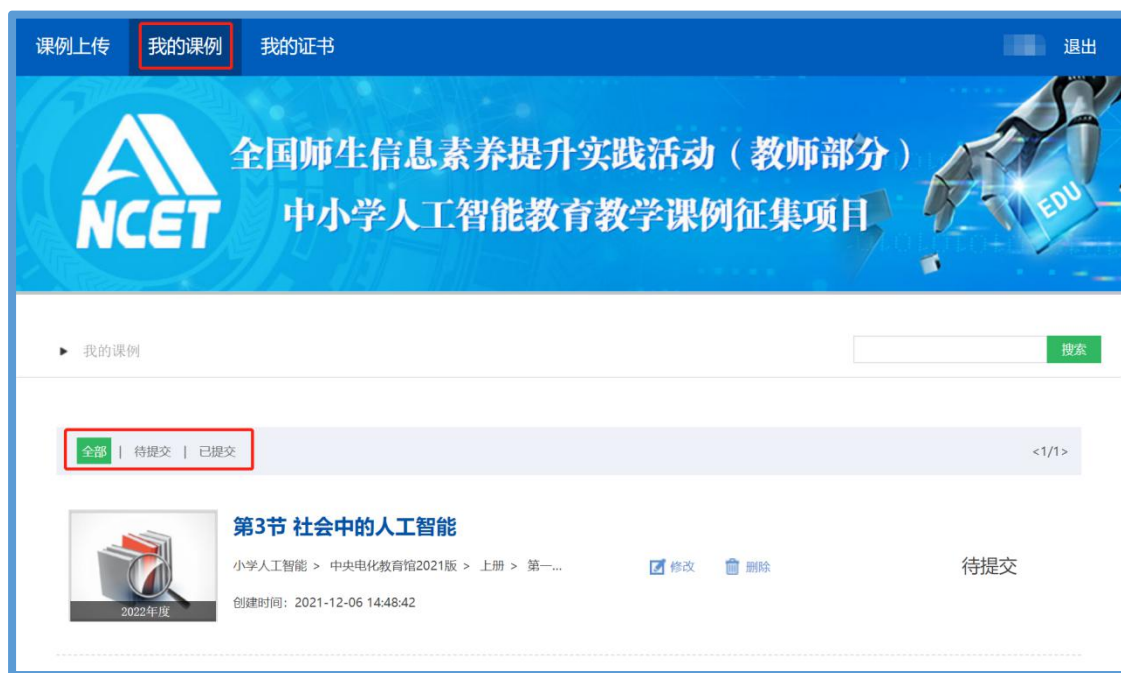 课例上传 我的课例 我的证书 退出
NCET
全国师生信息素养提升实践活动（教师部分）
中小学人工智能教育教学课例征集项目
EDU
我的课例 搜索
全部 | 待提交 | 已提交 <1/1>
第3节 社会中的人工智能
小学人工智能 > 中央电化教育馆2021版 > 上册 > 第一... 修改 删除 待提交
创建时间：2021-12-06 14:48:42
2022年度